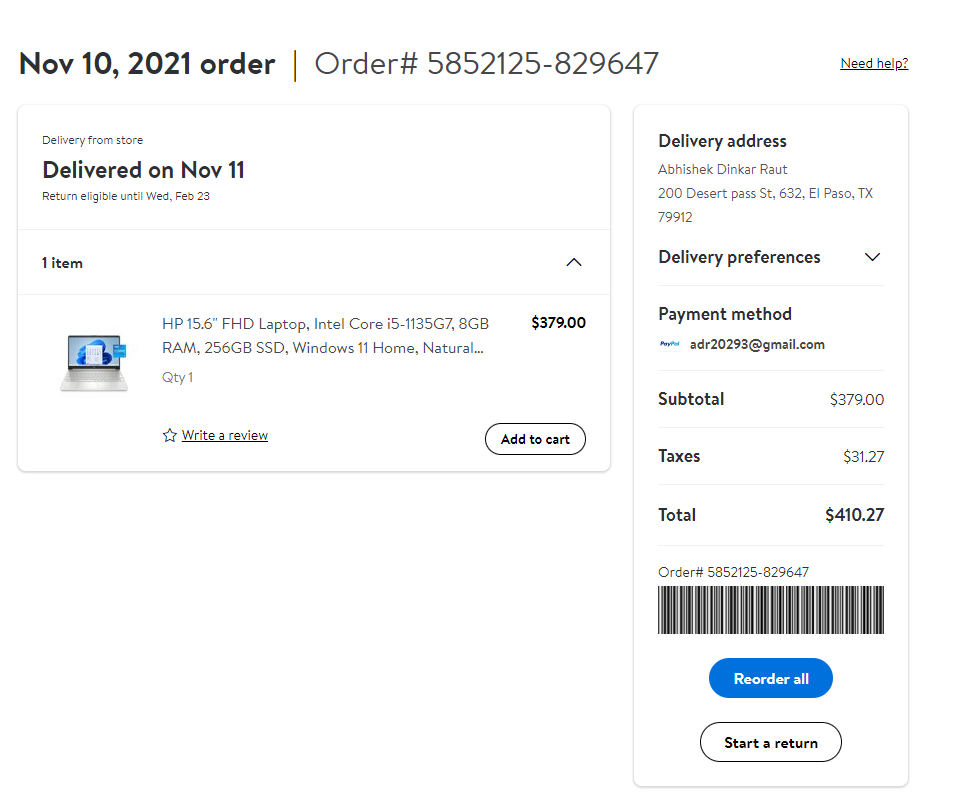 Nov 10, 2021 order | Order# 5852125-829647
Need help?
Delivery from store
Delivered on Nov 11
Return eligible until Wed, Feb 23
1 item
HP 15.6" FHD Laptop, Intel Core i5-1135G7, 8GB
RAM, 256GB SSD, Windows 11 Home, Natural...
$379.00
Qty 1
Write a review
Add to cart
Delivery address
Abhishek Dinkar Raut
200 Desert pass St, 632, El Paso, TX
79912
Delivery preferences
Payment method
PayPal adr20293@gmail.com
Subtotal $379.00
Taxes $31.27
Total $410.27
Order# 5852125-829647
Reorder all
Start a return